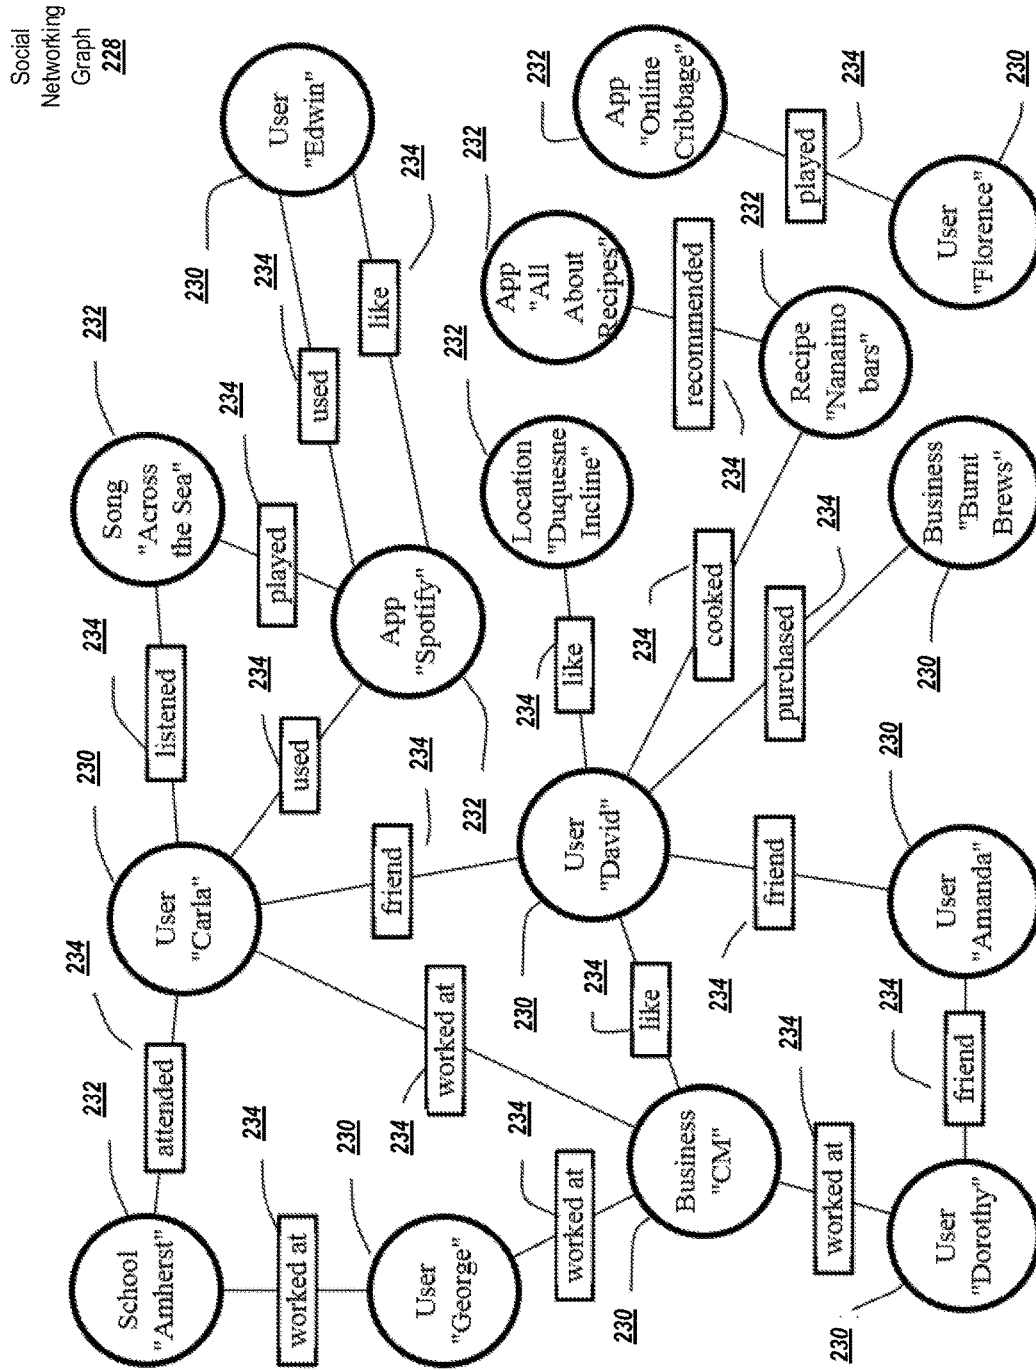 Social
Networking
Graph
228
232
Song
"Across
the Sea"
230
User
"Edwin"
234
listened
234
played
234
used
234
like
234
230
User
"Carla"
234
used
App
"Spotify"
232
232
School
"Amherst"
234
attended
234
worked at
230
User
"George"
234
worked at
234
friend
234
worked at
230
Business
"CM"
234
like
230
User
"David"
234
like
232
Location
"Duquesne
Incline"
232
App
"All
About
Recipes"
232
App
"Online
Cribbage"
234
recommended
232
Recipe
"Nanaimo
bars"
234
played
230
User
"Florence"
234
cooked
234
purchased
230
Business
"Burnt
Brews"
234
friend
230
User
"Amanda"
234
friend
234
worked at
230
User
"Dorothy"